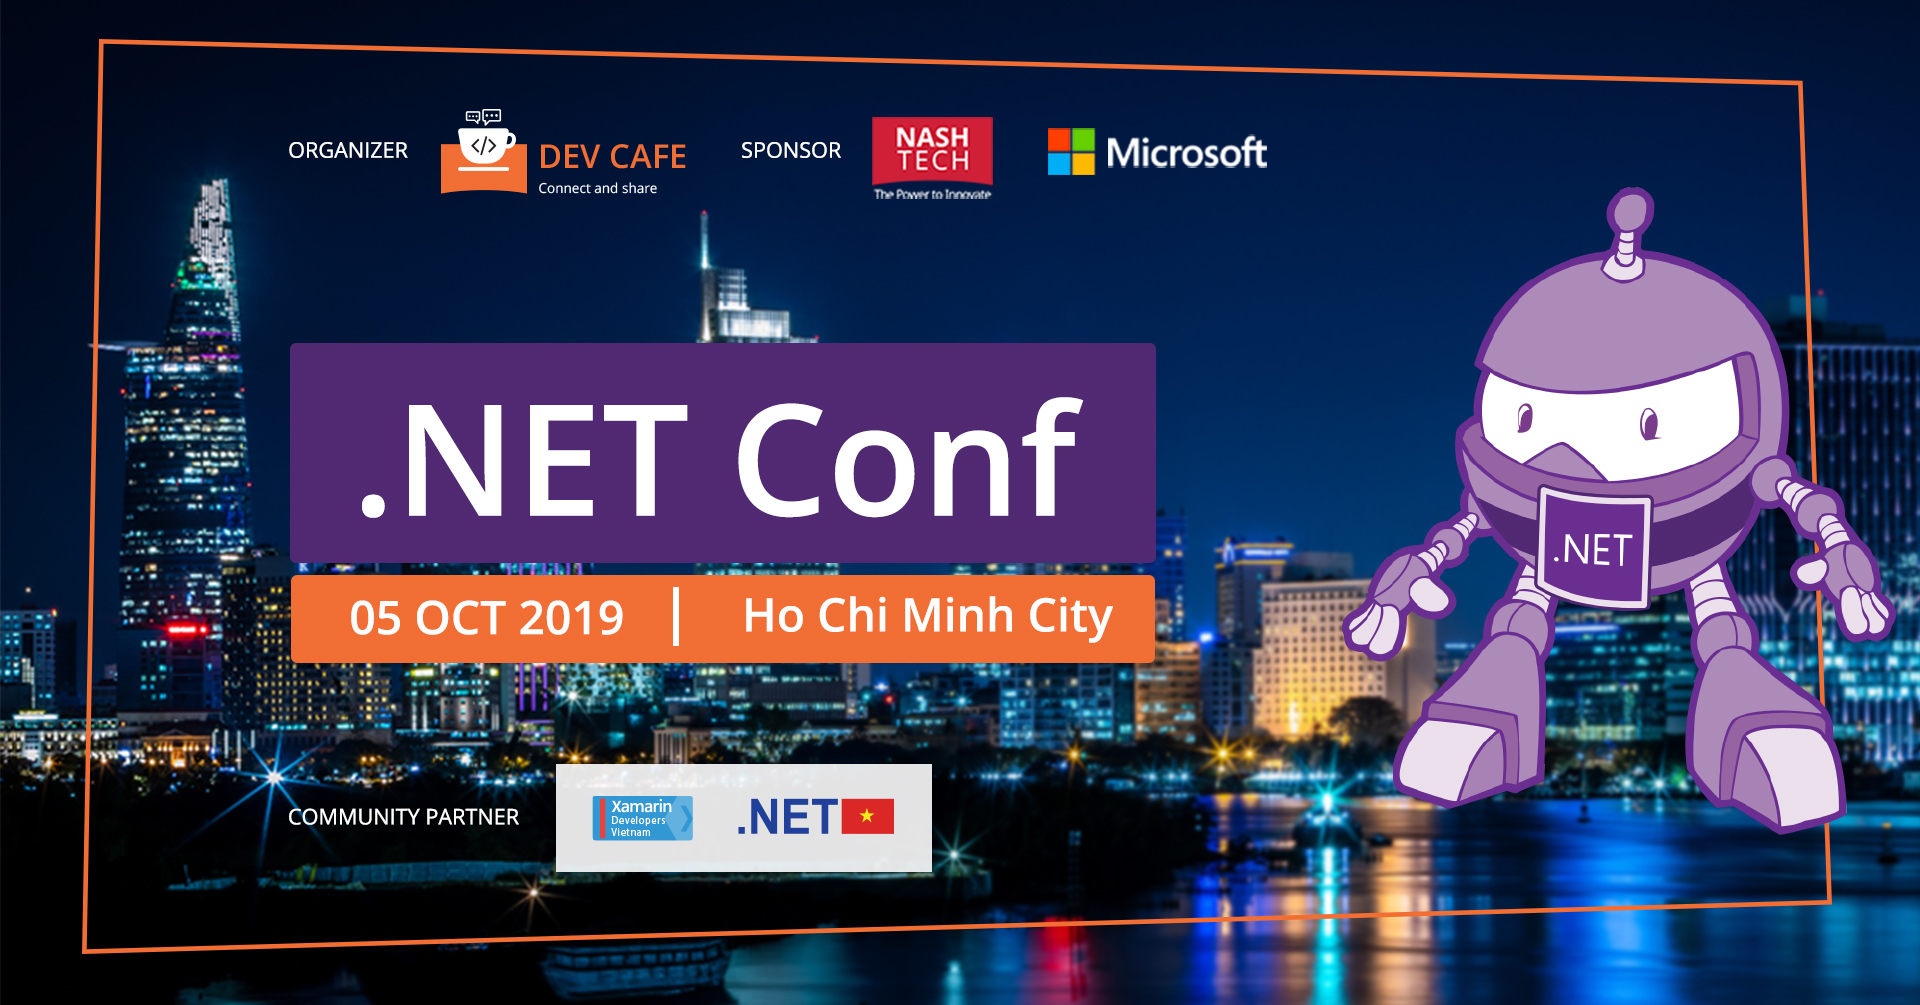 ORGANIZER
</>
DEV CAFE
Connect and share
SPONSOR
NASH
TECH
The Power to Innovate
Microsoft
.NET Conf
05 OCT 2019 | Ho Chi Minh City
.NET
COMMUNITY PARTNER
Xamarin
Developers
Vietnam
.NET